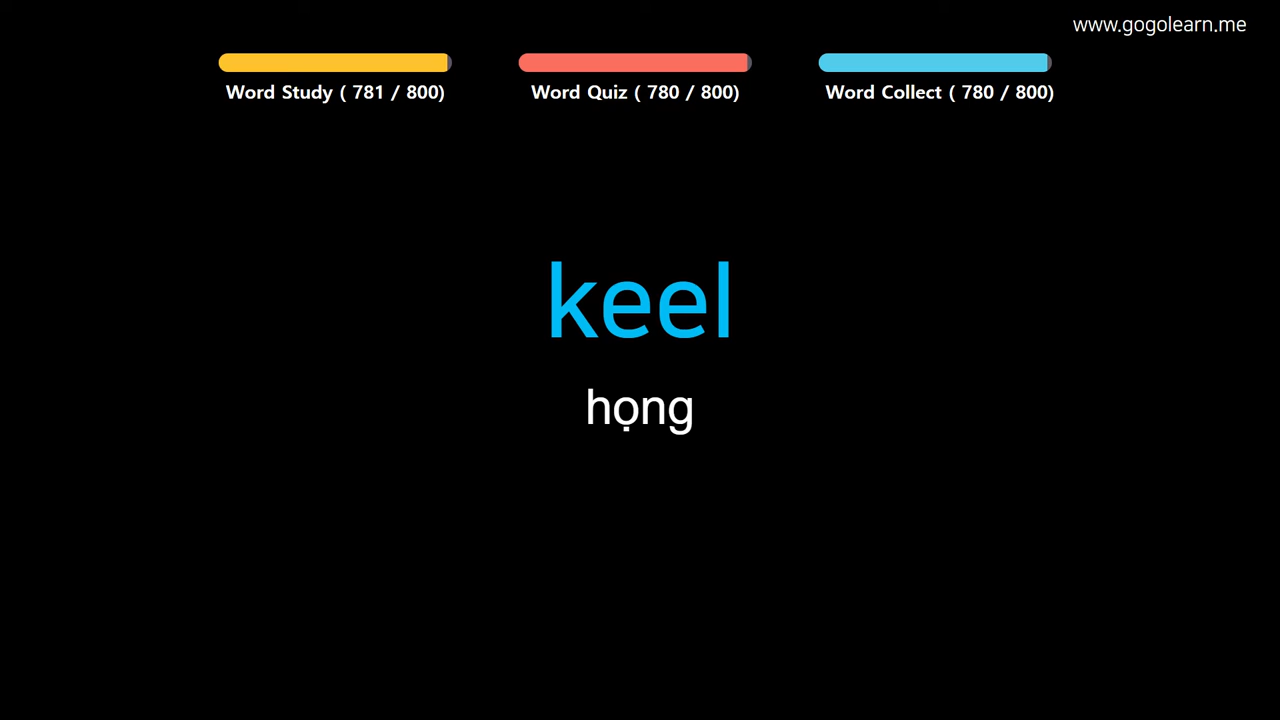 www.gogolearn.me
Word Study ( 781 / 800)
Word Quiz ( 780 / 800)
Word Collect ( 780 / 800)
keel
họng